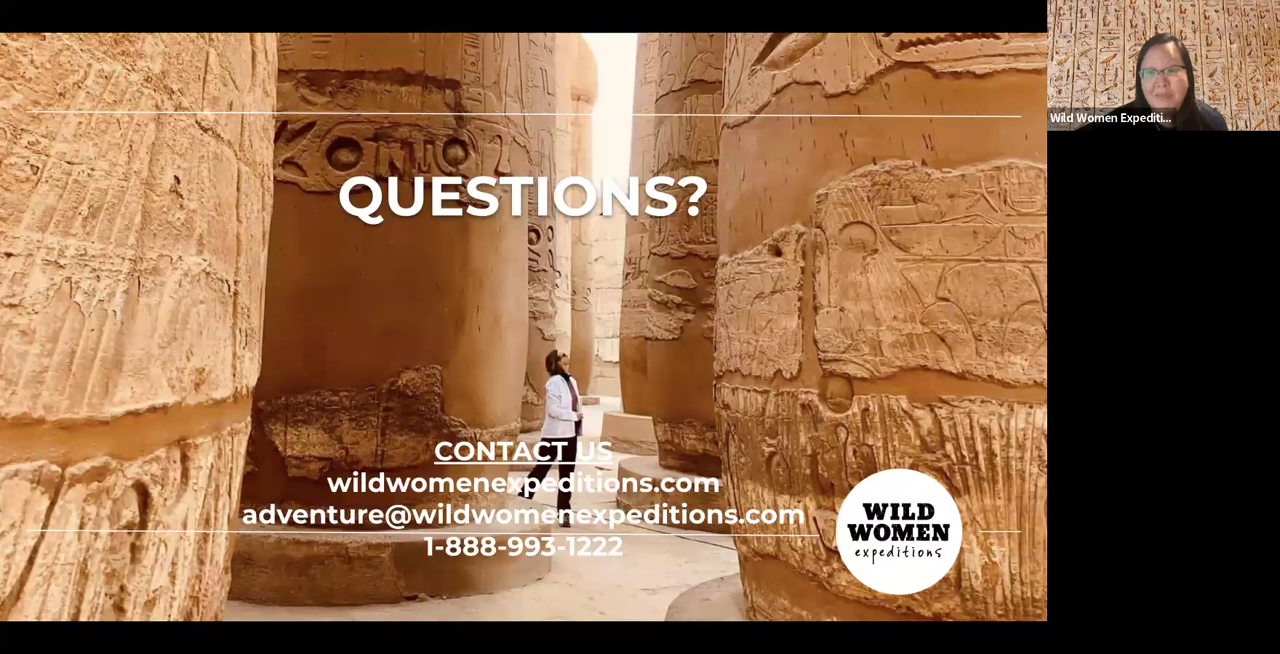 QUESTIONS?
CONTACT US
wildwomenexpeditions.com
adventure@wildwomenexpeditions.com
1-888-993-1222
WILD
WOMEN
expeditions
Wild Women Expediti...